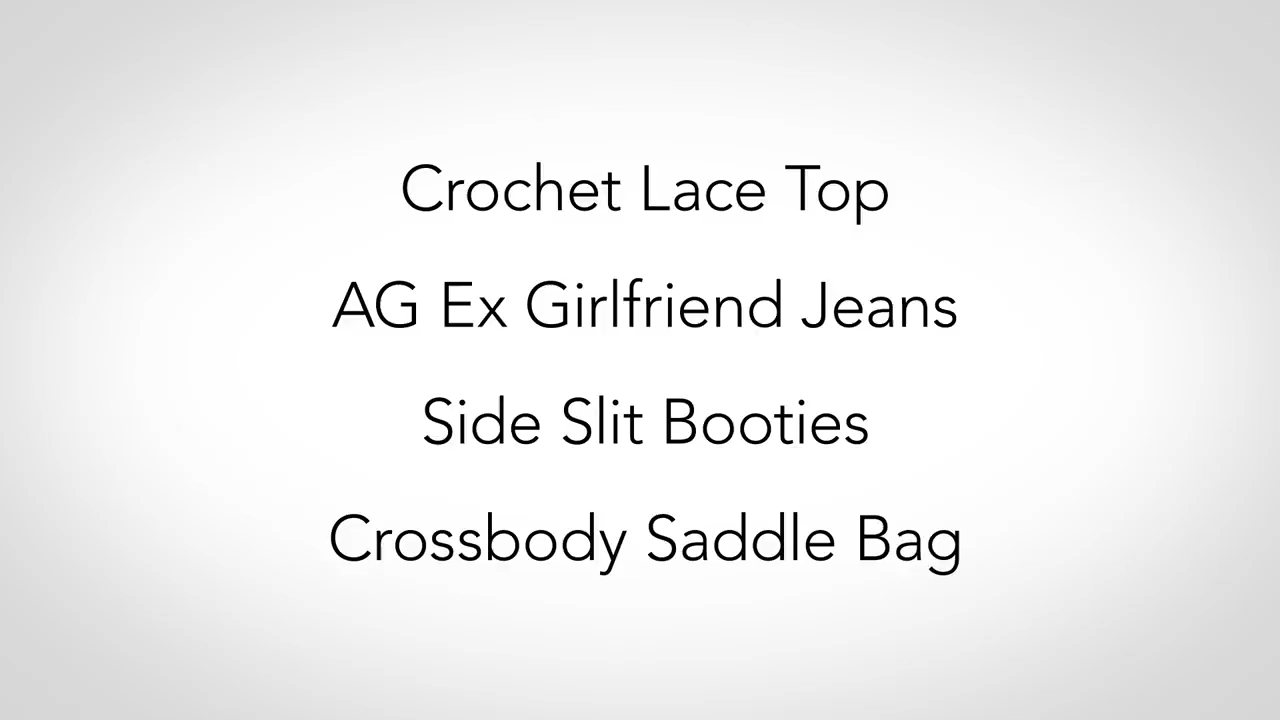 Crochet Lace Top
AG Ex Girlfriend Jeans
Side Slit Booties
Crossbody Saddle Bag